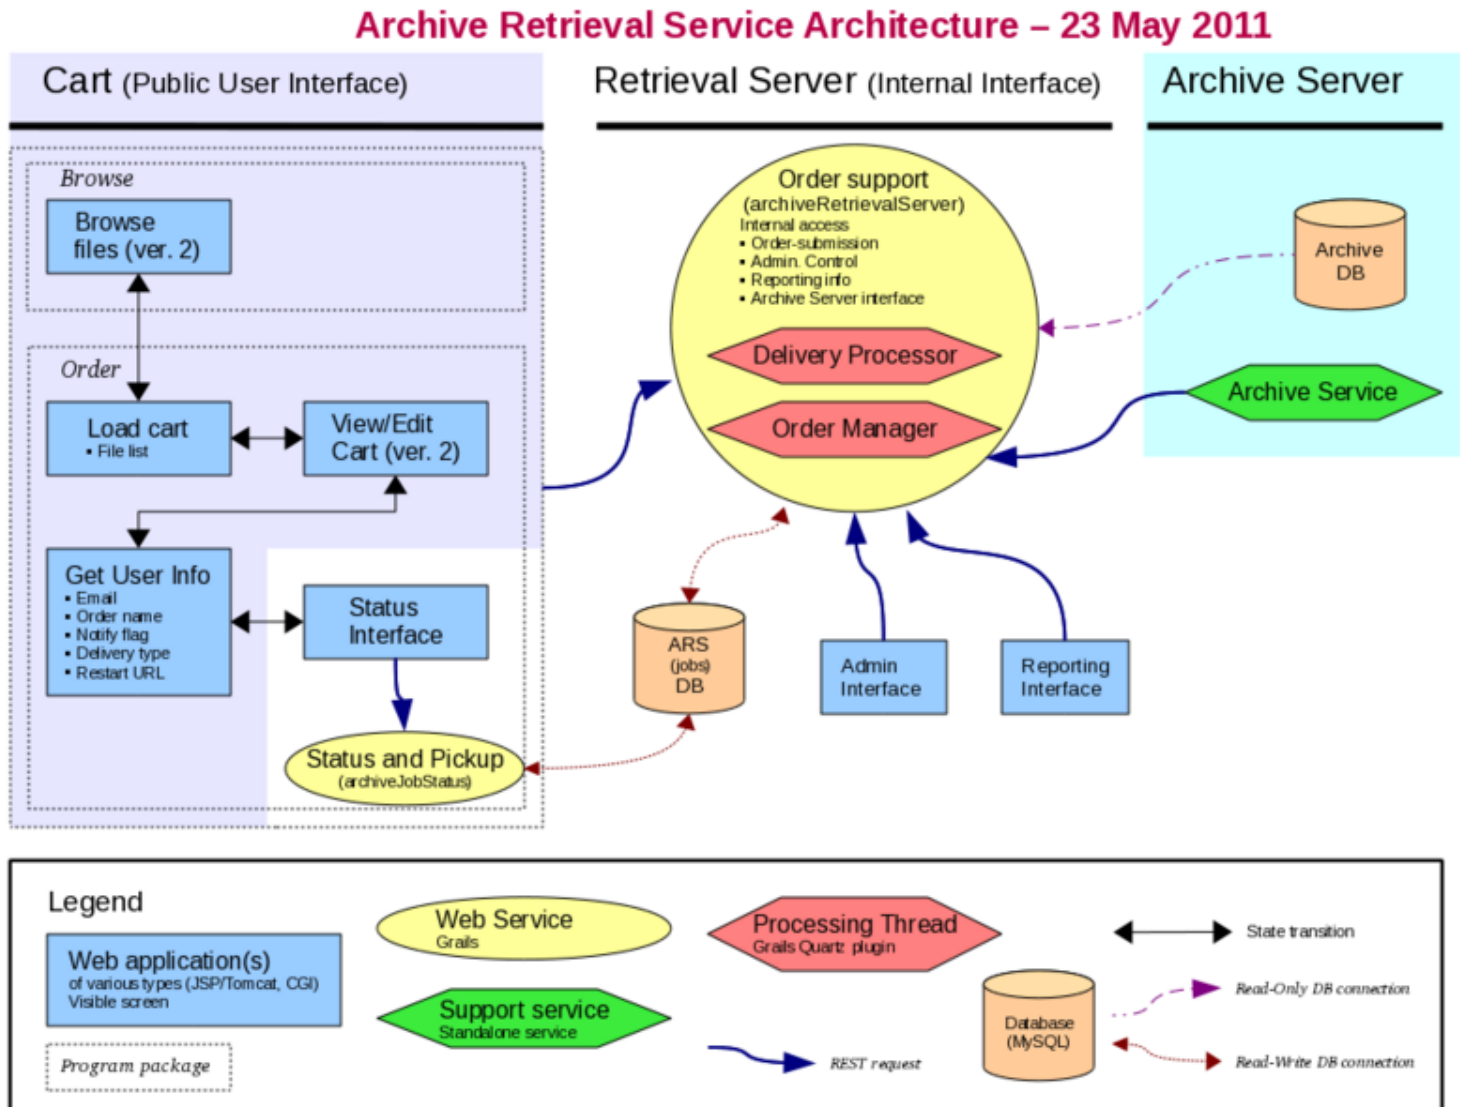 Archive Retrieval Service Architecture – 23 May 2011
Cart (Public User Interface)
Retrieval Server (Internal Interface)
Archive Server
Browse
Browse
files (ver. 2)
Order
Load cart
▪ File list
View/Edit
Cart (ver. 2)
Get User Info
▪ Email
▪ Order name
▪ Notify flag
▪ Delivery type
▪ Restart URL
Status
Interface
Status and Pickup
(archiveJobStatus)
Order support
(archiveRetrievalServer)
Internal access
▪ Order-submission
▪ Admin. Control
▪ Reporting info
▪ Archive Server interface
Delivery Processor
Order Manager
ARS
(jobs)
DB
Admin
Interface
Reporting
Interface
Archive
DB
Archive Service
Legend
Web application(s)
of various types (JSP/Tomcat, CGI)
Visible screen
Program package
Web Service
Grails
Support service
Standalone service
Processing Thread
Grails Quartz plugin
REST request
Database
(MySQL)
State transition
Read-Only DB connection
Read-Write DB connection